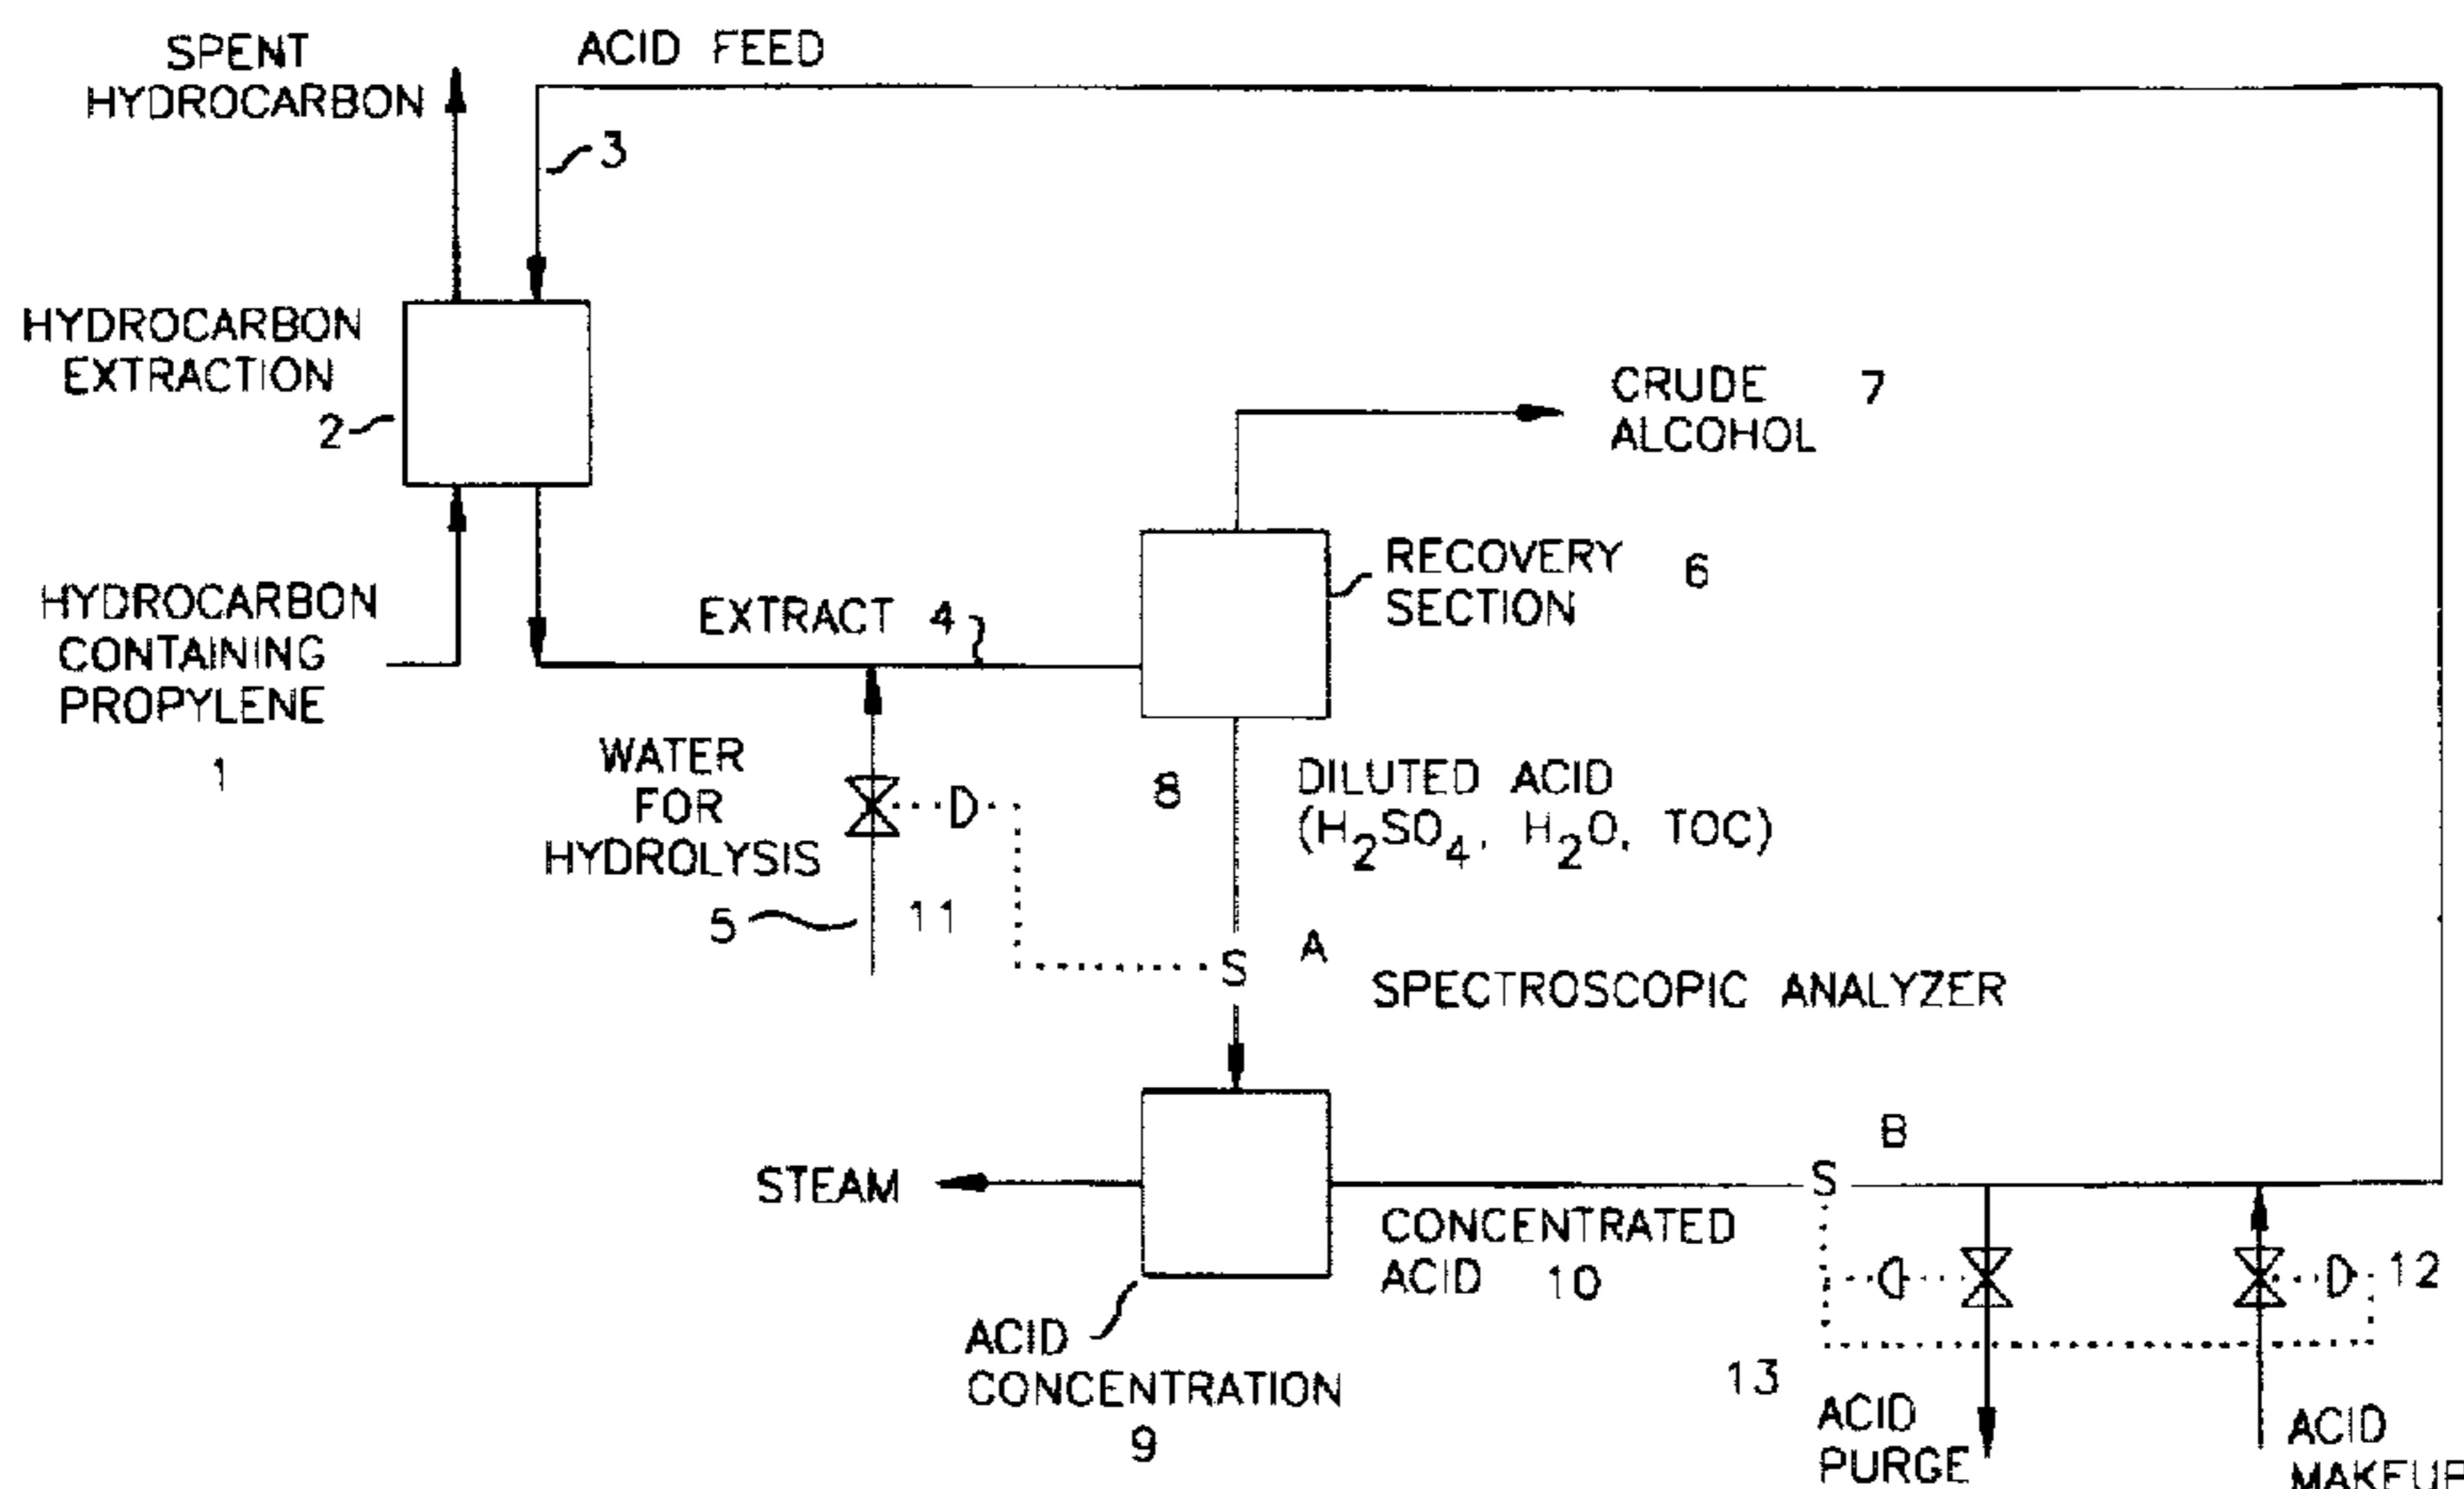 SPENT
HYDROCARBON
ACID FEED
3
HYDROCARBON
EXTRACTION
2
CRUDE 7
ALCOHOL
RECOVERY 6
SECTION
HYDROCARBON
CONTAINING
PROPYLENE
1
EXTRACT 4
WATER
FOR
HYDROLYSIS
5
11
8
DILUTED ACID
(H₂SO₄, H₂O, TOC)
D
S
A
SPECTROSCOPIC ANALYZER
STEAM
B
S
CONCENTRATED
ACID 10
D
12
ACID
CONCENTRATION
9
13
ACID
PURGE
ACID
MAKEUP